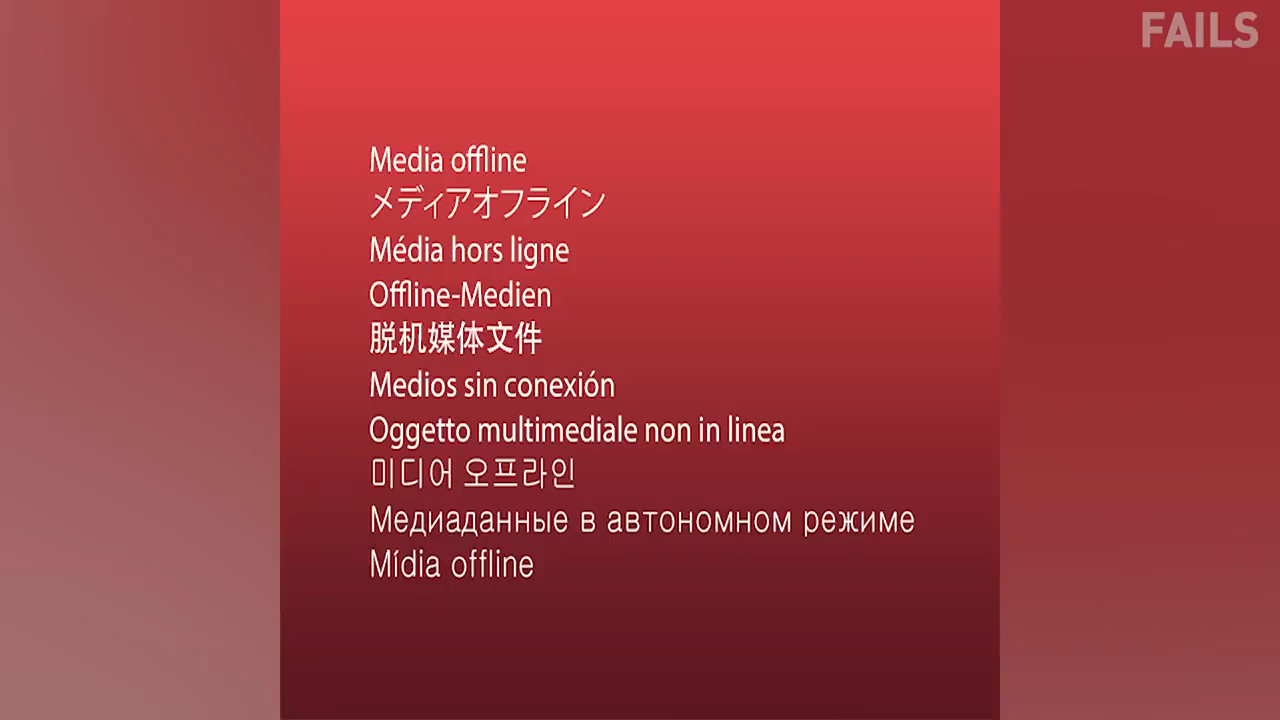 FAILS
Media offline
メディアオフライン
Média hors ligne
Offline-Medien
脱机媒体文件
Medios sin conexión
Oggetto multimediale non in linea
미디어 오프라인
Медиаданные в автономном режиме
Mídia offline